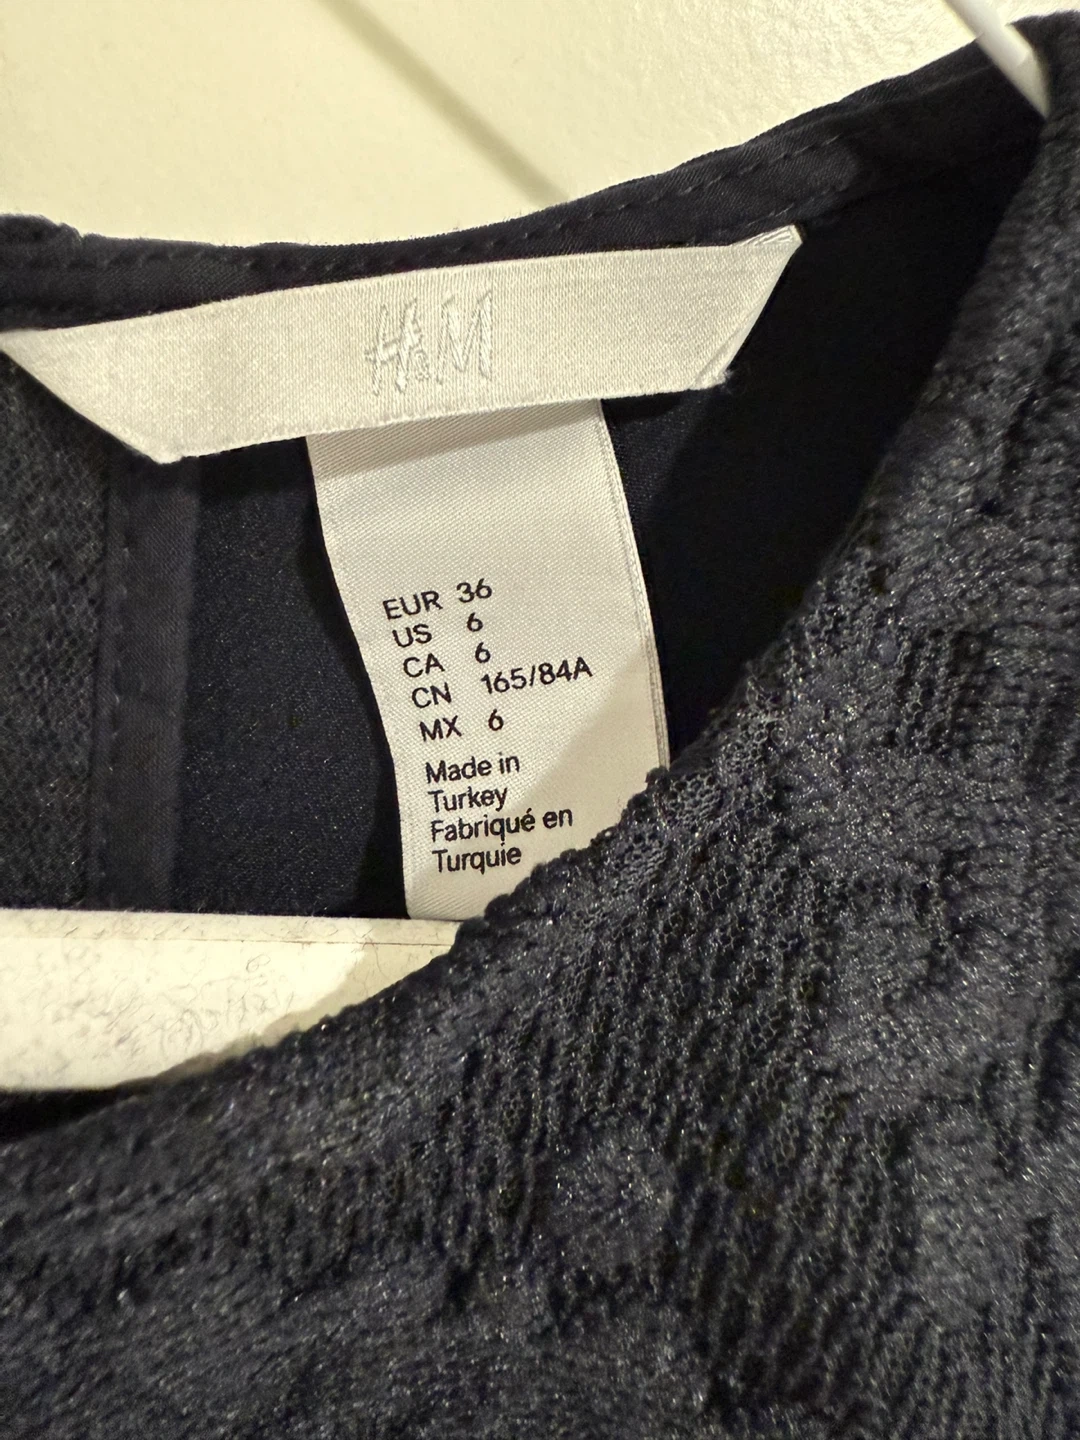 H&M
EUR 36
US 6
CA 6
CN 165/84A
MX 6
Made in
Turkey
Fabriqué en
Turquie